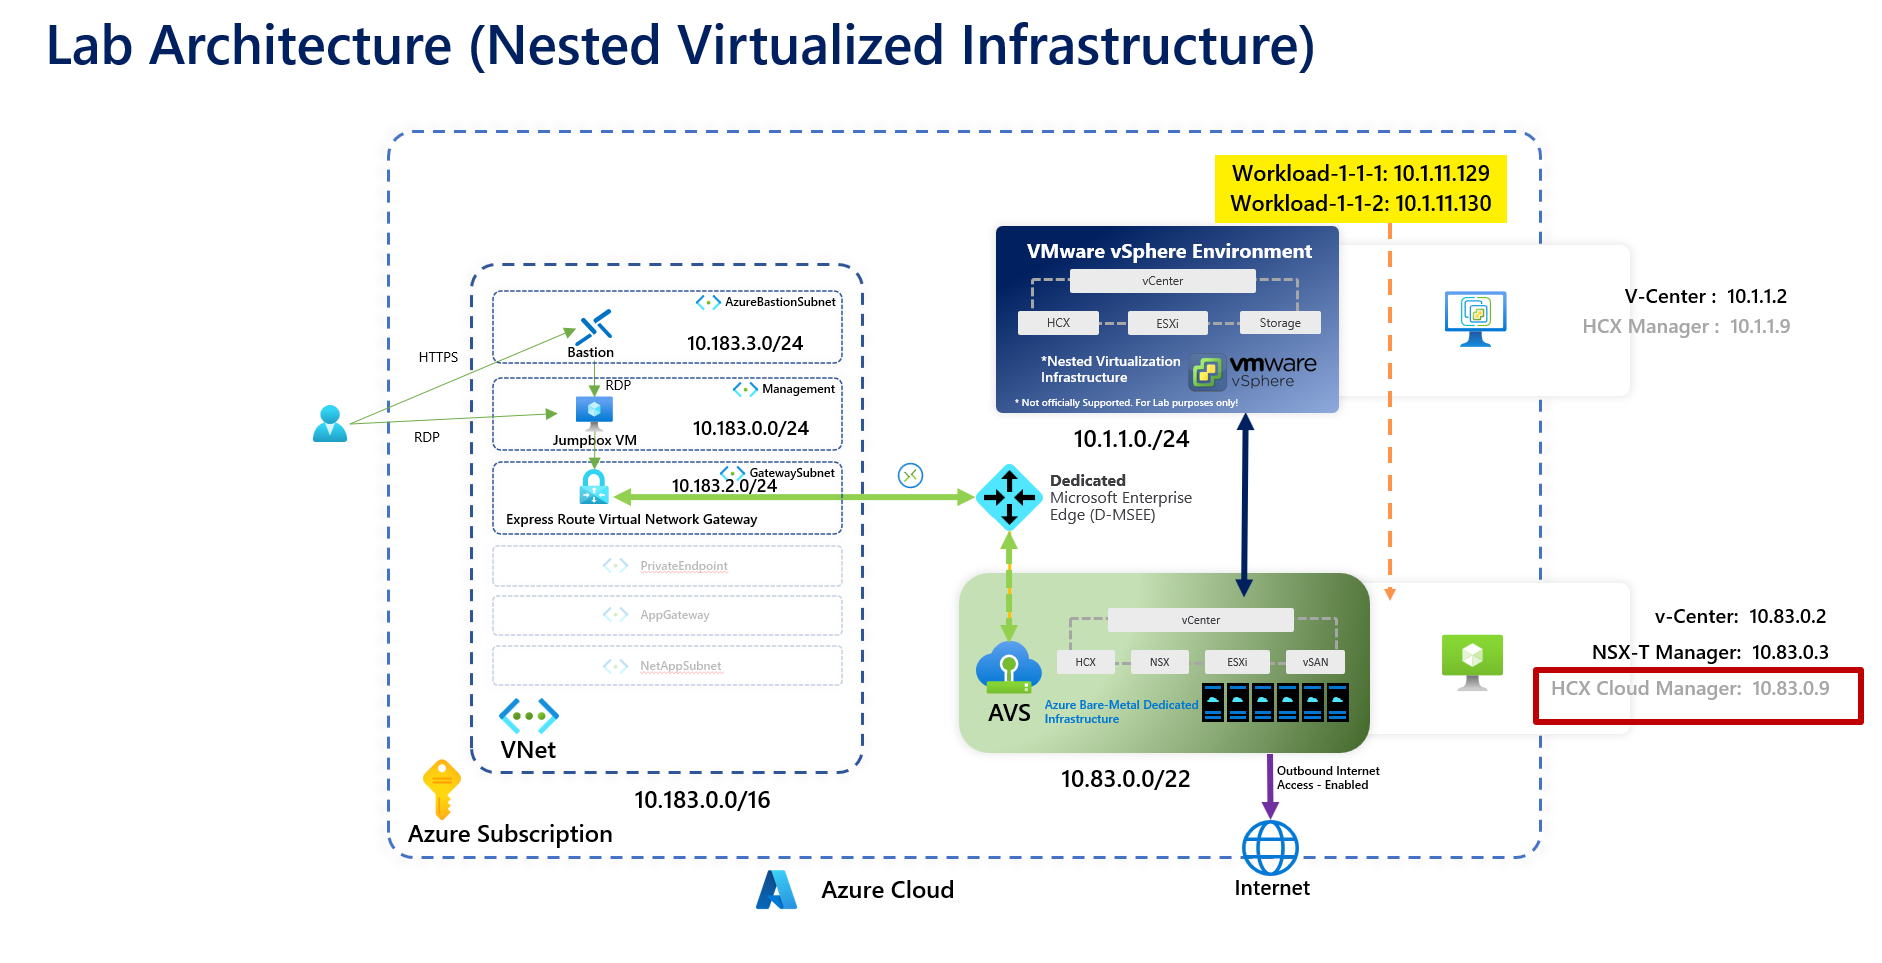 Lab Architecture (Nested Virtualized Infrastructure)
Workload-1-1-1: 10.1.11.129
Workload-1-1-2: 10.1.11.130
VMware vSphere Environment
vCenter
HCX
ESXi
Storage
*Nested Virtualization
Infrastructure
vmware
vSphere
* Not officially Supported. For Lab purposes only!
10.1.1.0./24
V-Center : 10.1.1.2
HCX Manager : 10.1.1.9
AzureBastionSubnet
Bastion
10.183.3.0/24
HTTPS
RDP
Management
10.183.0.0/24
Jumpbox VM
RDP
GatewaySubnet
10.183.2.0/24
Express Route Virtual Network Gateway
PrivateEndpoint
AppGateway
NetAppSubnet
VNet
10.183.0.0/16
Azure Subscription
Dedicated
Microsoft Enterprise
Edge (D-MSEE)
vCenter
HCX
NSX
ESXi
vSAN
AVS
Azure Bare-Metal Dedicated
Infrastructure
10.83.0.0/22
v-Center: 10.83.0.2
NSX-T Manager: 10.83.0.3
HCX Cloud Manager: 10.83.0.9
Outbound Internet
Access - Enabled
Internet
Azure Cloud